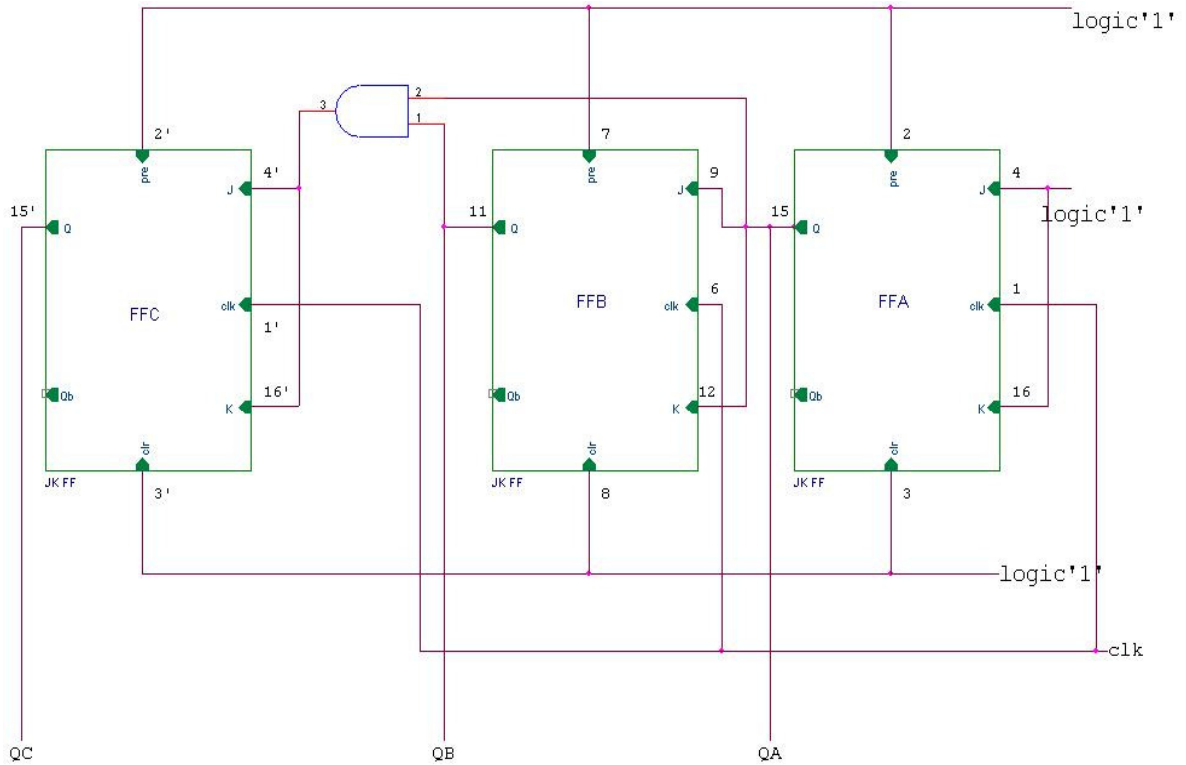 logic'1'
3
2
1
2'
7
2
pre
pre
pre
4'
J
9
J
4
J
logic'1'
15'
Q
11
Q
15
Q
FFC
FFB
FFA
clk
1'
6
clk
1
clk
Qb
16'
K
Qb
12
K
Qb
16
K
clr
clr
clr
JK FF
JK FF
JK FF
3'
8
3
logic'1'
clk
QC
QB
QA